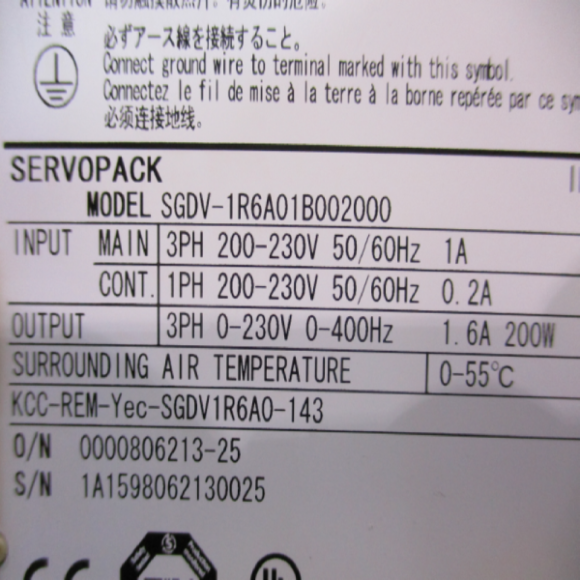 ATTENTION
注意
必ずアース線を接続すること。
Connect ground wire to terminal marked with this symbol.
Connectez le fil de mise à la terre à la borne repérée par ce
必须连接地线。
SERVOPACK
MODEL SGDV-1R6A01B002000
INPUT MAIN 3PH 200-230V 50/60Hz 1A
CONT. 1PH 200-230V 50/60Hz 0.2A
OUTPUT 3PH 0-230V 0-400Hz 1.6A 200W
SURROUNDING AIR TEMPERATURE 0-55℃
KCC-REM-Yec-SGDV1R6A0-143
O/N 0000806213-25
S/N 1A1598062130025